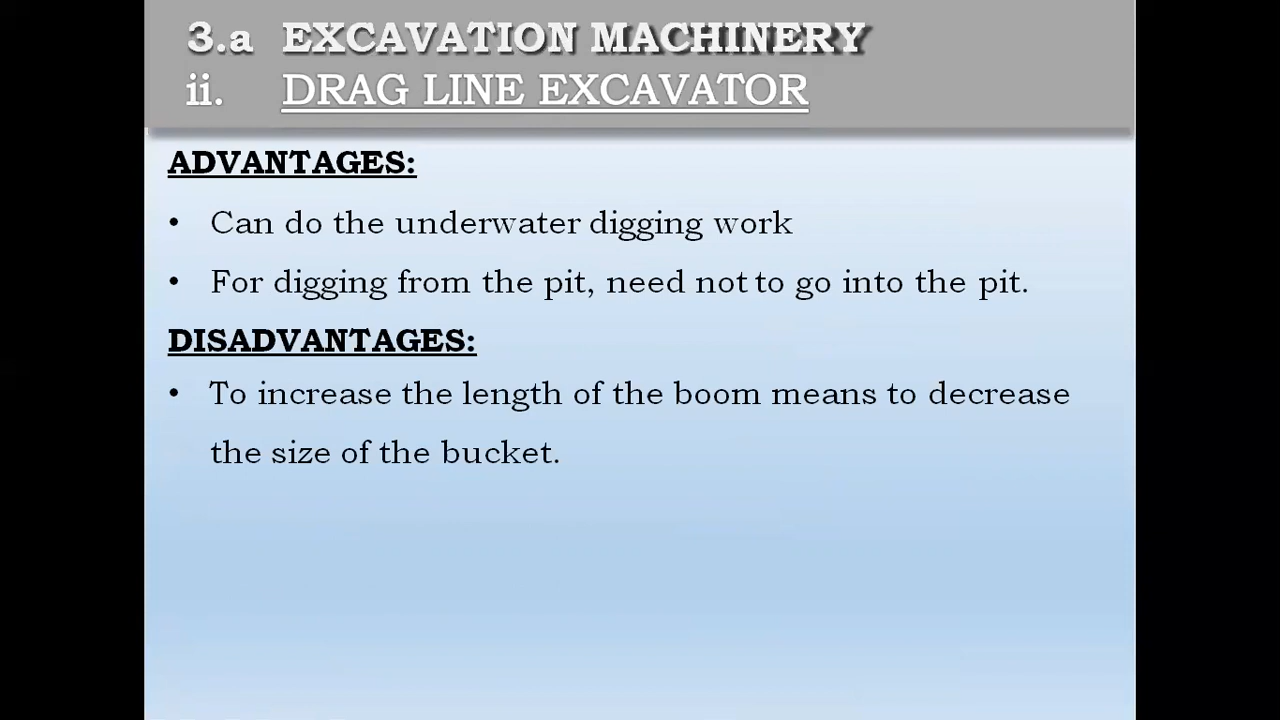 3.a EXCAVATION MACHINERY
ii. DRAG LINE EXCAVATOR
ADVANTAGES:
• Can do the underwater digging work
• For digging from the pit, need not to go into the pit.
DISADVANTAGES:
• To increase the length of the boom means to decrease
the size of the bucket.